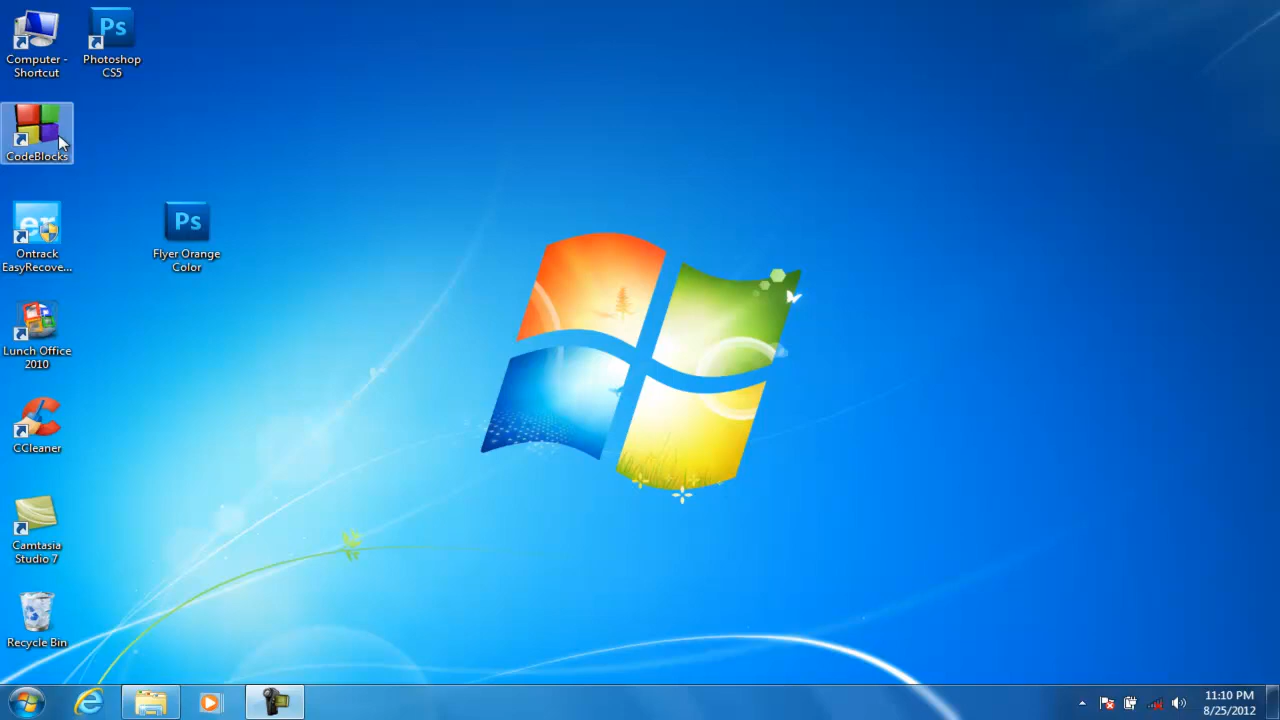 Computer -
Shortcut
Ps
Photoshop
CS5
CodeBlocks
er
Ontrack
EasyRecove...
Ps
Flyer Orange
Color
Lunch Office
2010
CCleaner
Camtasia
Studio 7
Recycle Bin
11:10 PM
8/25/2012